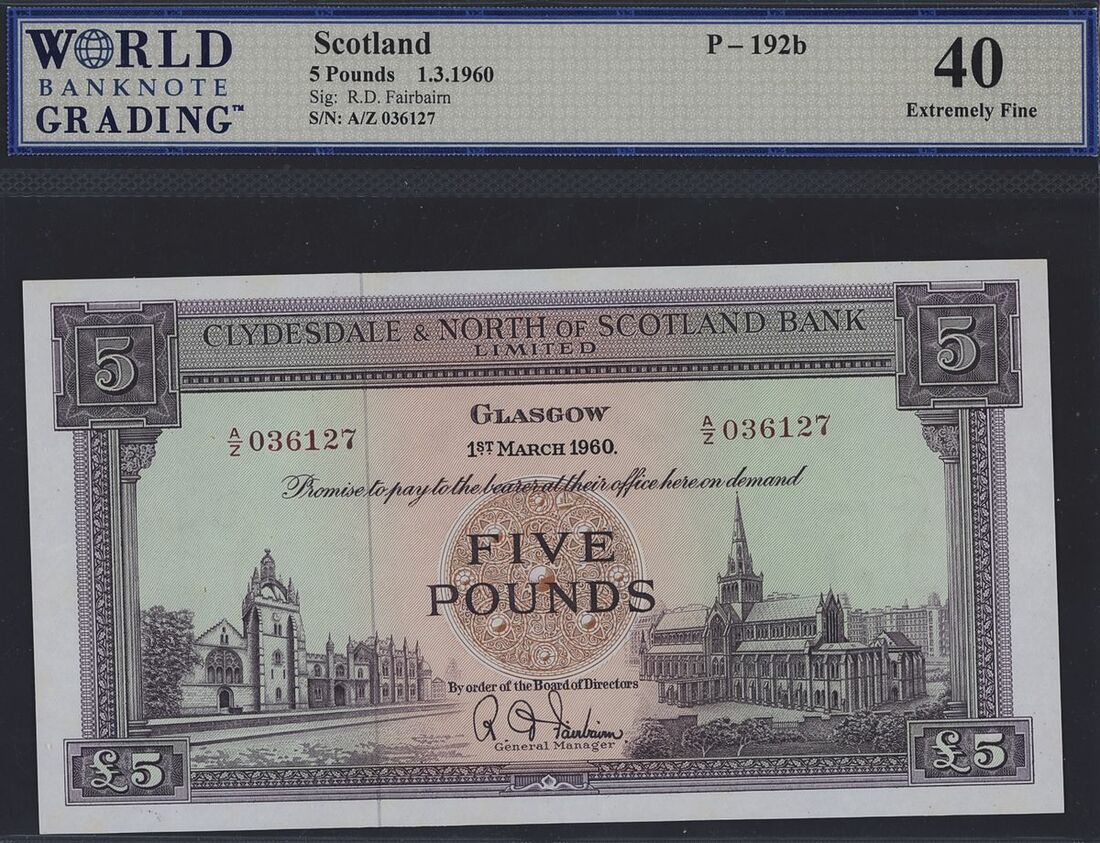 WORLD
BANKNOTE
GRADING™
Scotland
5 Pounds 1.3.1960
Sig: R.D. Fairbairn
S/N: A/Z 036127
P – 192b
40
Extremely Fine
5
CLYDESDALE & NORTH OF SCOTLAND BANK
LIMITED
5
GLASGOW
1ST MARCH 1960.
A/Z 036127
A/Z 036127
Promise to pay to the bearer at their office here on demand
FIVE
POUNDS
By order of the Board of Directors
R D Fairbairn
General Manager
£5
£5